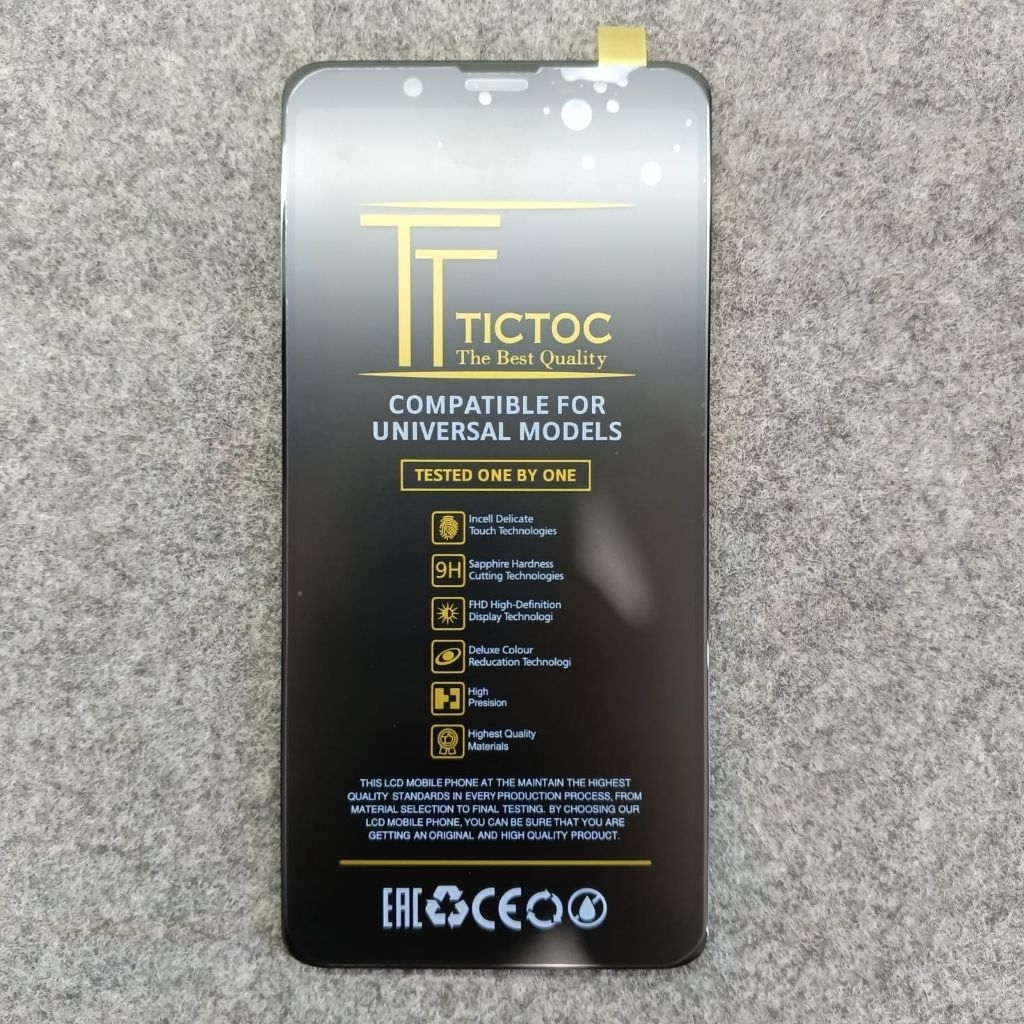 TT
TICTOC
The Best Quality
COMPATIBLE FOR
UNIVERSAL MODELS
TESTED ONE BY ONE
Incell Delicate
Touch Technologies
9H
Sapphire Hardness
Cutting Technologies
FHD High-Definition
Display Technologi
Deluxe Colour
Reducation Technologi
High
Presision
Highest Quality
Materials
THIS LCD MOBILE PHONE AT THE MAINTAIN THE HIGHEST
QUALITY STANDARDS IN EVERY PRODUCTION PROCESS, FROM
MATERIAL SELECTION TO FINAL TESTING. BY CHOOSING OUR
LCD MOBILE PHONE, YOU CAN BE SURE THAT YOU ARE
GETTING AN ORIGINAL AND HIGH QUALITY PRODUCT.
EAC CE